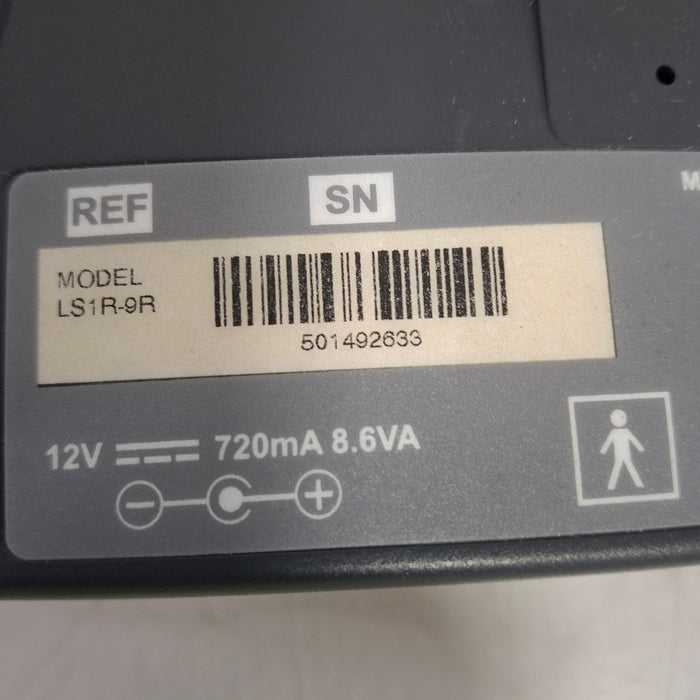 REF
SN
M
MODEL
LS1R-9R
501492633
12V 720mA 8.6VA